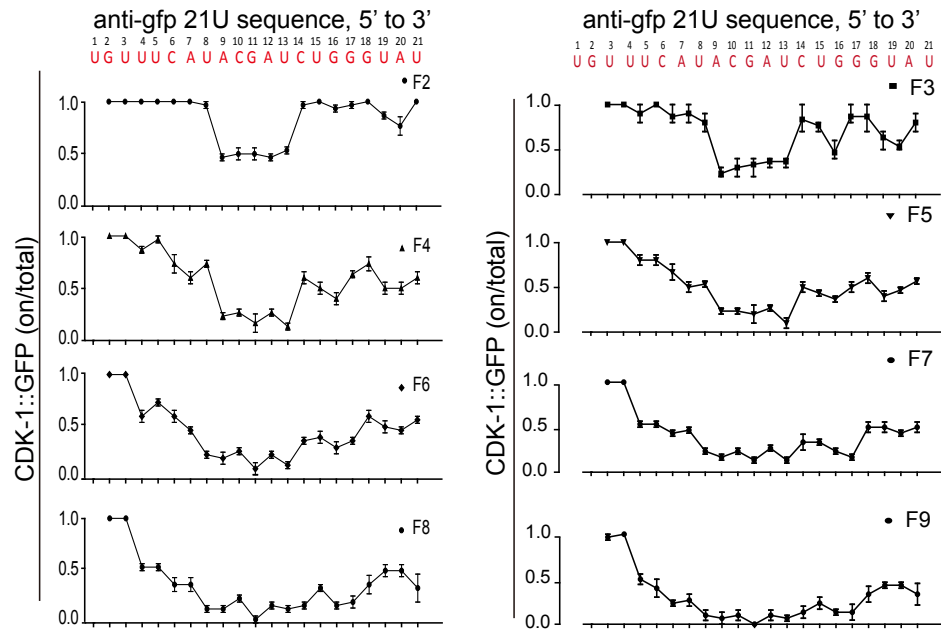 anti-gfp 21U sequence, 5’ to 3’
1 2 3 4 5 6 7 8 9 10 11 12 13 14 15 16 17 18 19 20 21
U G U U U C A U A C G A U C U G G G U A U
CDK-1::GFP (on/total)
F2
1.0
0.5
0.0
F4
1.0
0.5
0.0
F6
1.0
0.5
0.0
F8
1.0
0.5
0.0
anti-gfp 21U sequence, 5’ to 3’
1 2 3 4 5 6 7 8 9 10 11 12 13 14 15 16 17 18 19 20 21
U G U U U C A U A C G A U C U G G G U A U
CDK-1::GFP (on/total)
F3
1.0
0.5
0.0
F5
1.0
0.5
0.0
F7
1.0
0.5
0.0
F9
1.0
0.5
0.0